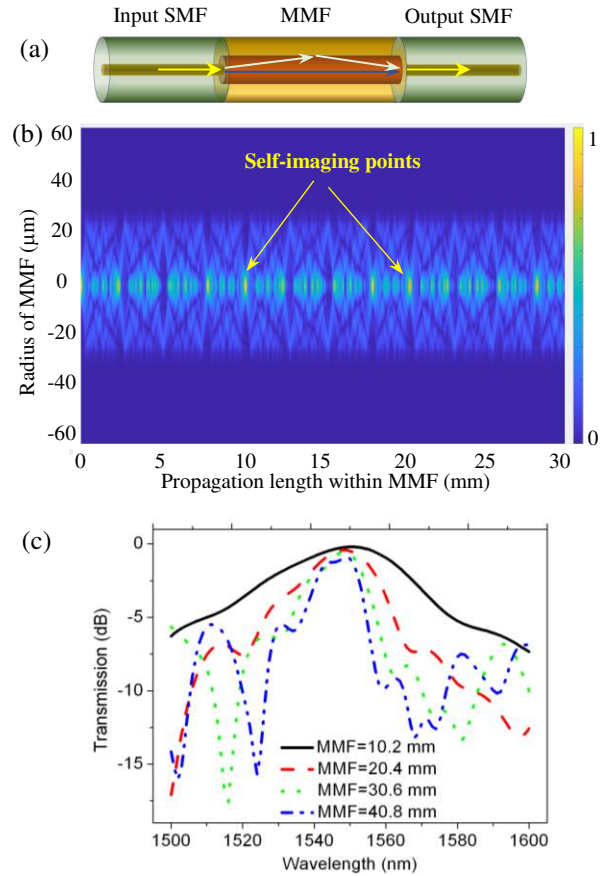 Input SMF MMF Output SMF
(a)
(b)
60
40
20
0
-20
-40
-60
Radius of MMF (μm)
Self-imaging points
1
0
0 5 10 15 20 25 30
Propagation length within MMF (mm)
(c)
0
-5
-10
-15
Transmission (dB)
MMF=10.2 mm
MMF=20.4 mm
MMF=30.6 mm
MMF=40.8 mm
1500 1520 1540 1560 1580 1600
Wavelength (nm)